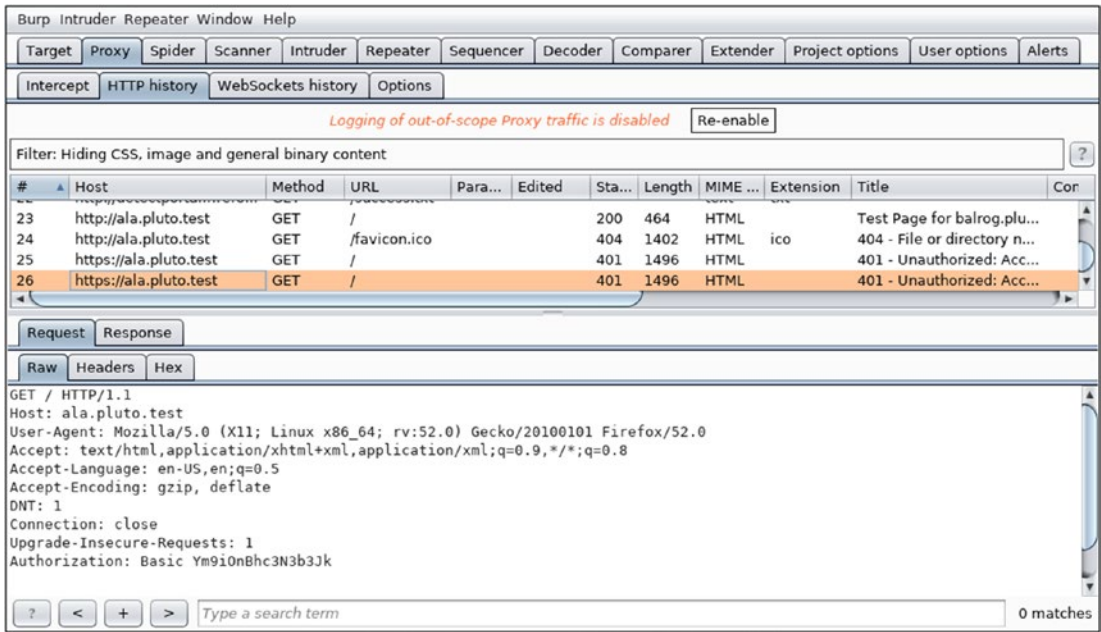 Burp Intruder Repeater Window Help
Target Proxy Spider Scanner Intruder Repeater Sequencer Decoder Comparer Extender Project options User options Alerts
Intercept HTTP history WebSockets history Options
Logging of out-of-scope Proxy traffic is disabled Re-enable
Filter: Hiding CSS, image and general binary content ?
# Host Method URL Para... Edited Sta... Length MIME ... Extension Title Con
23 http://ala.pluto.test GET / 200 464 HTML Test Page for balrog.plu...
24 http://ala.pluto.test GET /favicon.ico 404 1402 HTML ico 404 - File or directory n...
25 https://ala.pluto.test GET / 401 1496 HTML 401 - Unauthorized: Acc...
26 https://ala.pluto.test GET / 401 1496 HTML 401 - Unauthorized: Acc...
Request Response
Raw Headers Hex
GET / HTTP/1.1
Host: ala.pluto.test
User-Agent: Mozilla/5.0 (X11; Linux x86_64; rv:52.0) Gecko/20100101 Firefox/52.0
Accept: text/html,application/xhtml+xml,application/xml;q=0.9,*/*;q=0.8
Accept-Language: en-US,en;q=0.5
Accept-Encoding: gzip, deflate
DNT: 1
Connection: close
Upgrade-Insecure-Requests: 1
Authorization: Basic Ym9iOnBhc3N3b3Jk
? < + > Type a search term 0 matches